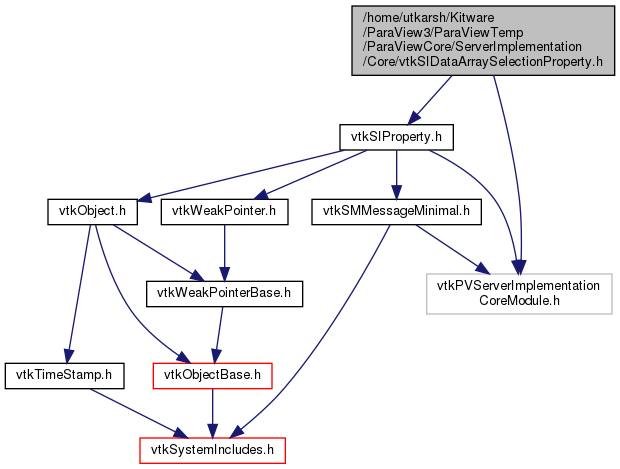 /home/utkarsh/Kitware
/ParaView3/ParaViewTemp
/ParaViewCore/ServerImplementation
/Core/vtkSIDataArraySelectionProperty.h
vtkSIProperty.h
vtkObject.h
vtkWeakPointer.h
vtkSMMessageMinimal.h
vtkWeakPointerBase.h
vtkPVServerImplementation
CoreModule.h
vtkTimeStamp.h
vtkObjectBase.h
vtkSystemIncludes.h